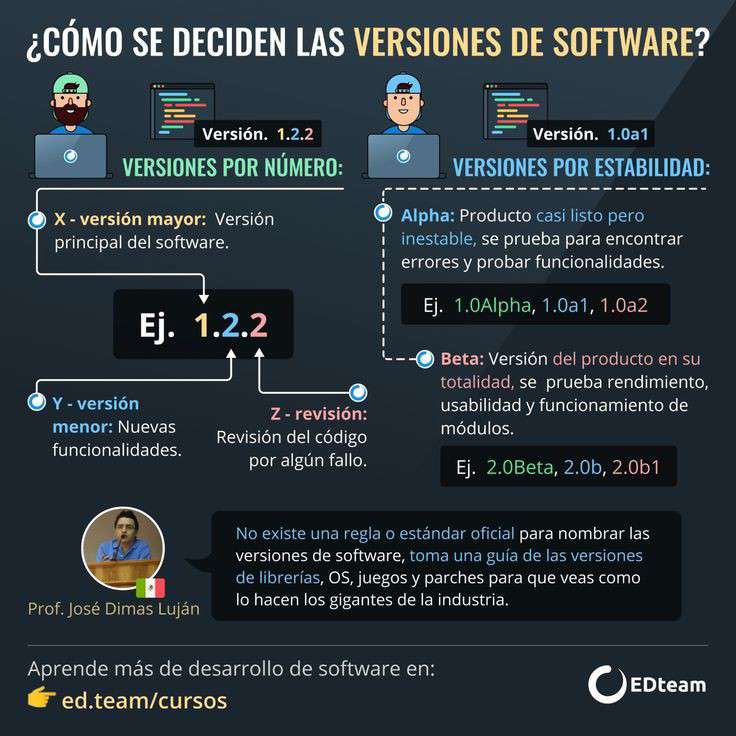 ¿CÓMO SE DECIDEN LAS VERSIONES DE SOFTWARE?
Versión. 1.2.2
VERSIONES POR NÚMERO:
X - versión mayor: Versión
principal del software.
Ej. 1.2.2
Y - versión
menor: Nuevas
funcionalidades.
Z - revisión:
Revisión del código
por algún fallo.
Versión. 1.0a1
VERSIONES POR ESTABILIDAD:
Alpha: Producto casi listo pero
inestable, se prueba para encontrar
errores y probar funcionalidades.
Ej. 1.0Alpha, 1.0a1, 1.0a2
Beta: Versión del producto en su
totalidad, se prueba rendimiento,
usabilidad y funcionamiento de
módulos.
Ej. 2.0Beta, 2.0b, 2.0b1
Prof. José Dimas Luján
No existe una regla o estándar oficial para nombrar las
versiones de software, toma una guía de las versiones
de librerías, OS, juegos y parches para que veas como
lo hacen los gigantes de la industria.
Aprende más de desarrollo de software en:
ed.team/cursos
EDteam